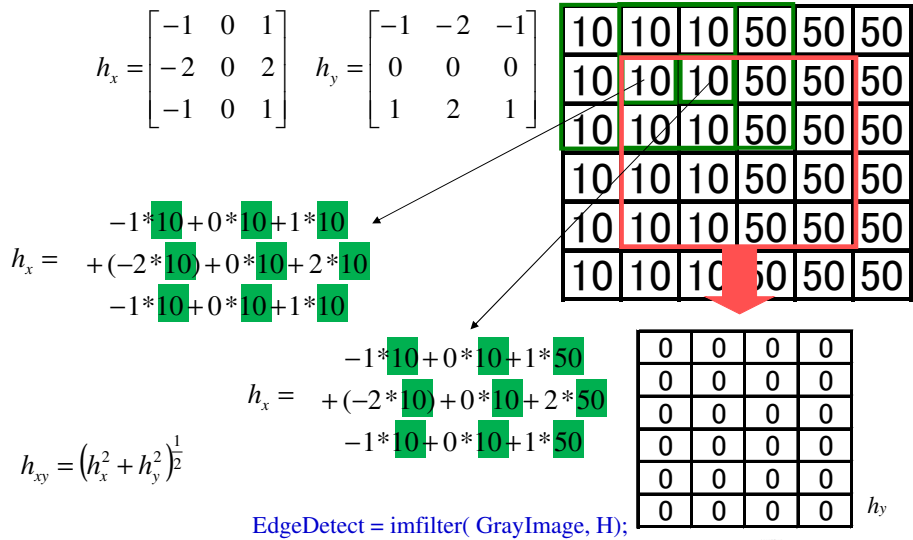 h_x = [ −1 0 1
−2 0 2
−1 0 1 ]
h_y = [ −1 −2 −1
0 0 0
1 2 1 ]
10 10 10 50 50 50
10 10 10 50 50 50
10 10 10 50 50 50
10 10 10 50 50 50
10 10 10 50 50 50
10 10 10 50 50 50
h_x =
−1*10+0*10+1*10
+(−2*10)+0*10+2*10
−1*10+0*10+1*10
h_x =
−1*10+0*10+1*50
+(−2*10)+0*10+2*50
−1*10+0*10+1*50
h_xy = (h_x^2 + h_y^2)^(1/2)
0 0 0 0
0 0 0 0
0 0 0 0
0 0 0 0
0 0 0 0
0 0 0 0
h_y
EdgeDetect = imfilter( GrayImage, H);